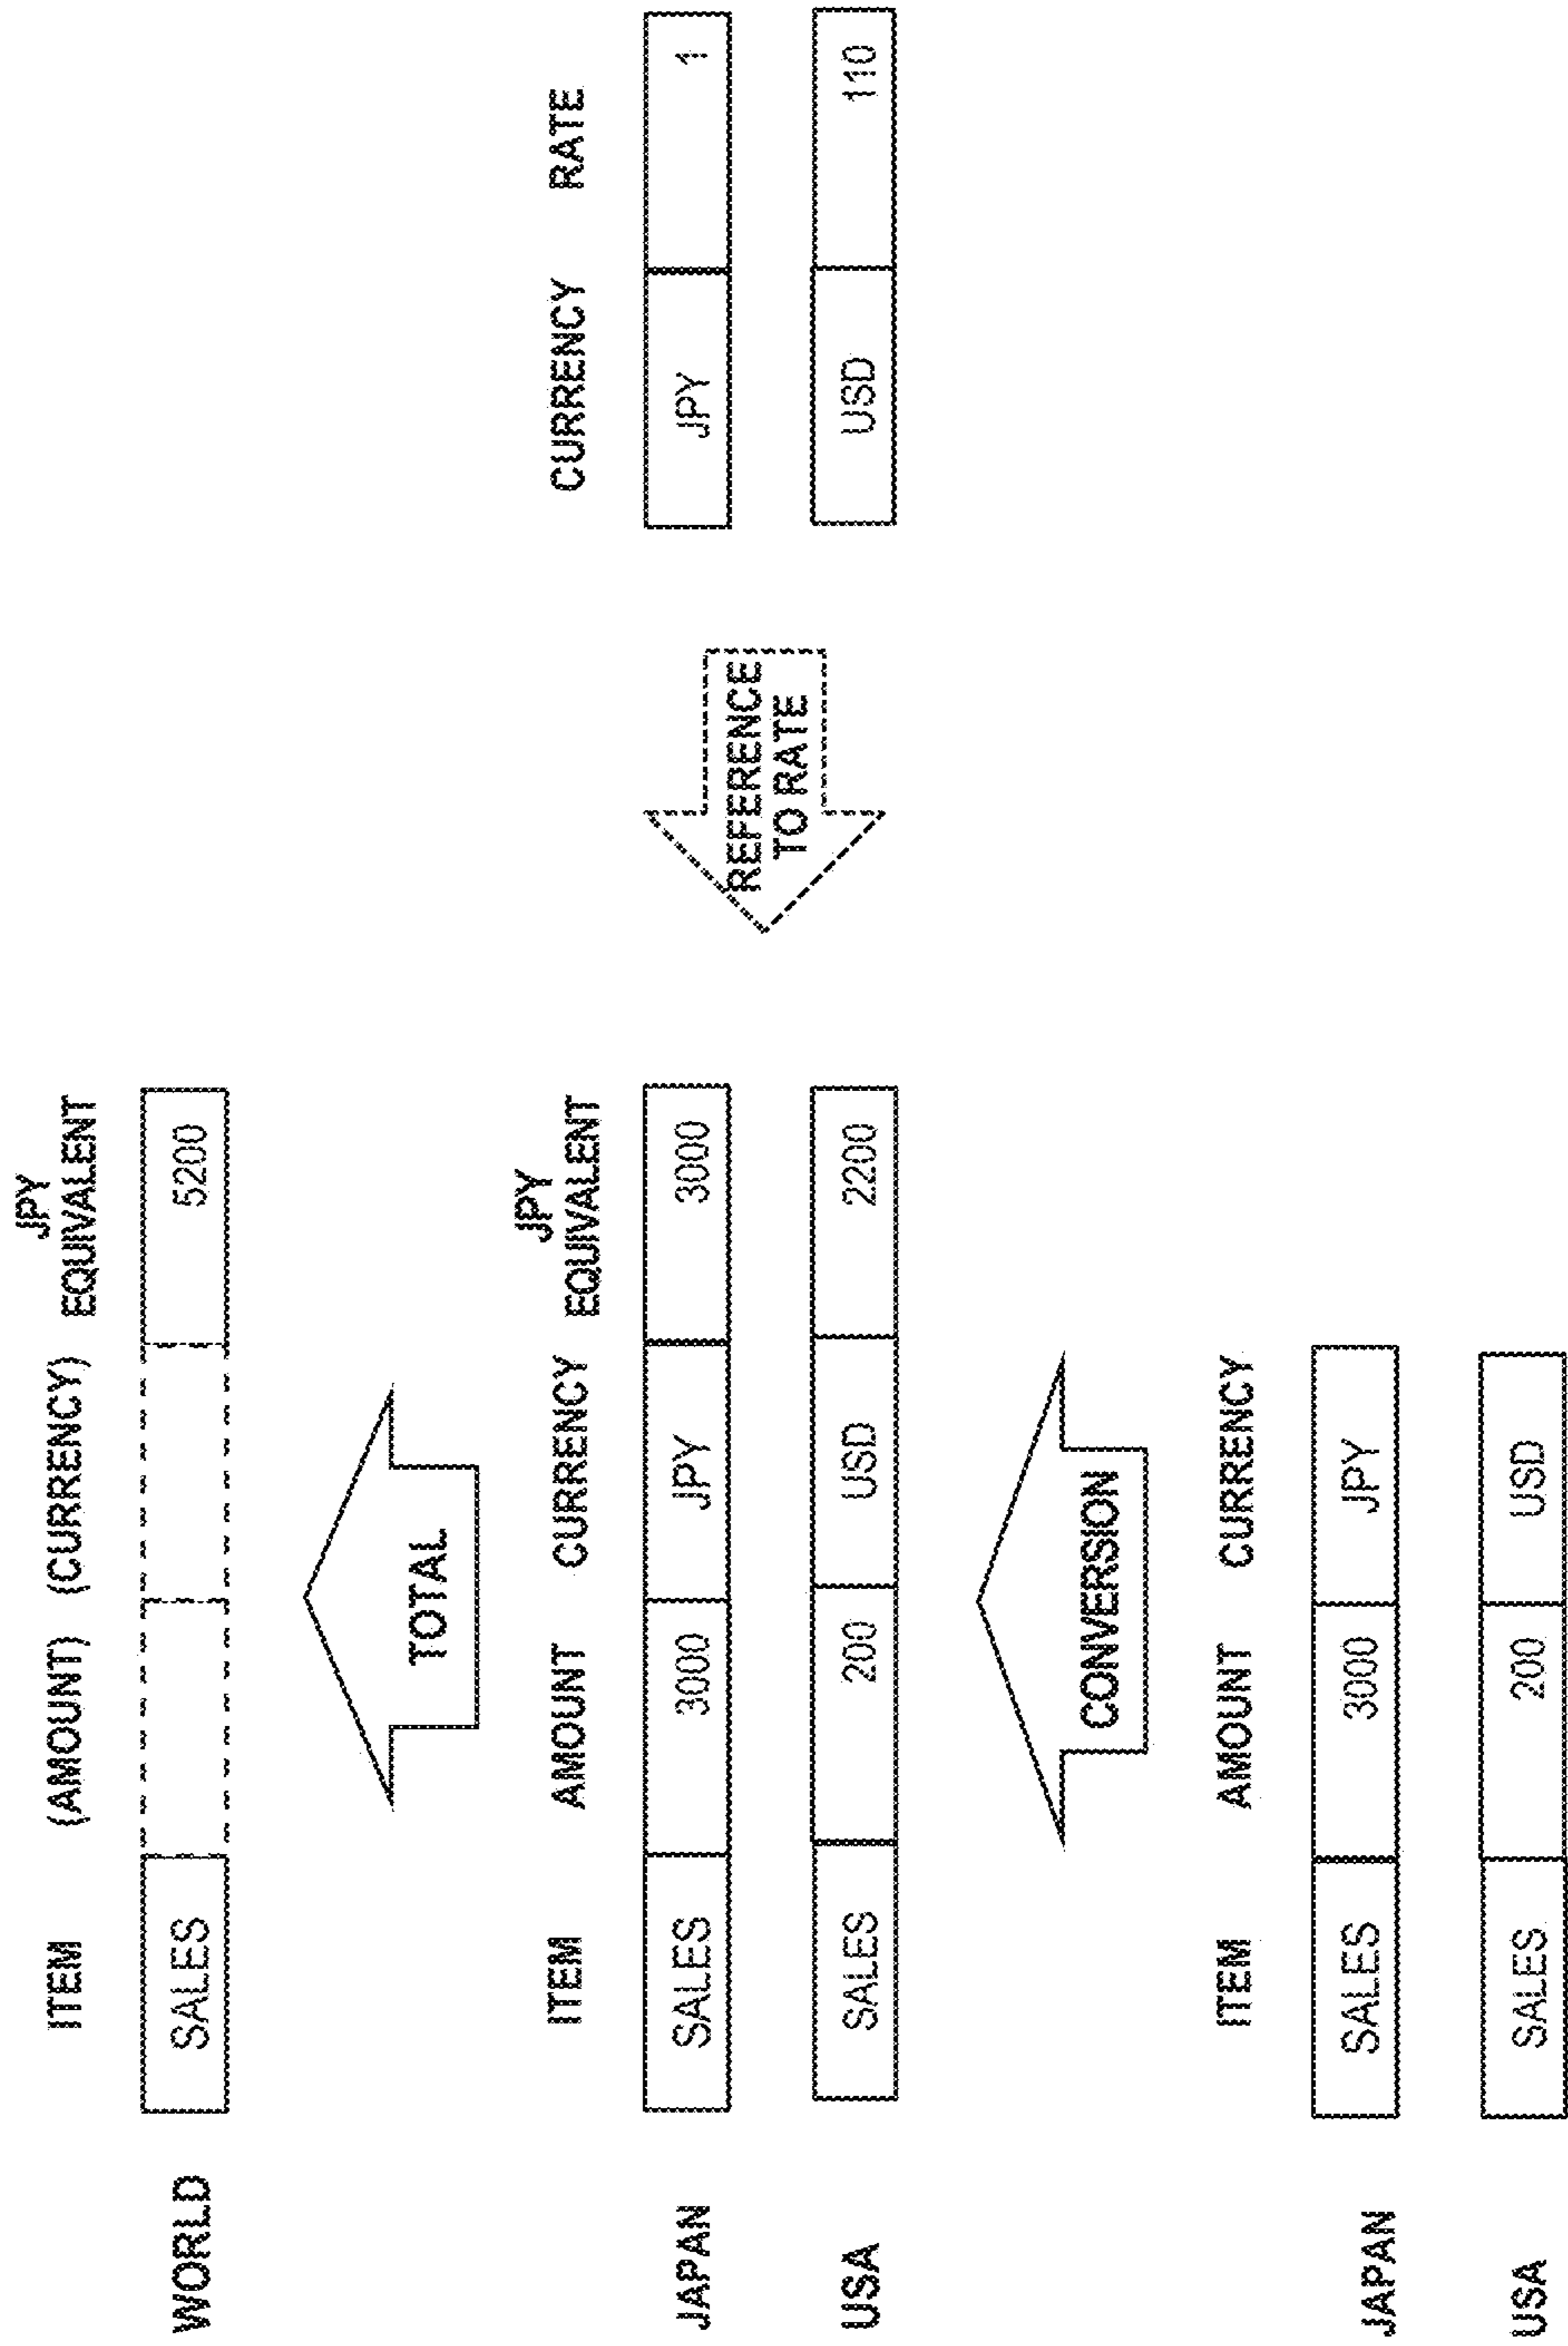 JPY
ITEM (AMOUNT) (CURRENCY) EQUIVALENT
WORLD SALES 5200
TOTAL
JPY
ITEM AMOUNT CURRENCY EQUIVALENT
JAPAN SALES 3000 JPY 3000
USA SALES 200 USD 2200
REFERENCE
TO RATE
CURRENCY RATE
JPY 1
USD 110
CONVERSION
ITEM AMOUNT CURRENCY
JAPAN SALES 3000 JPY
USA SALES 200 USD